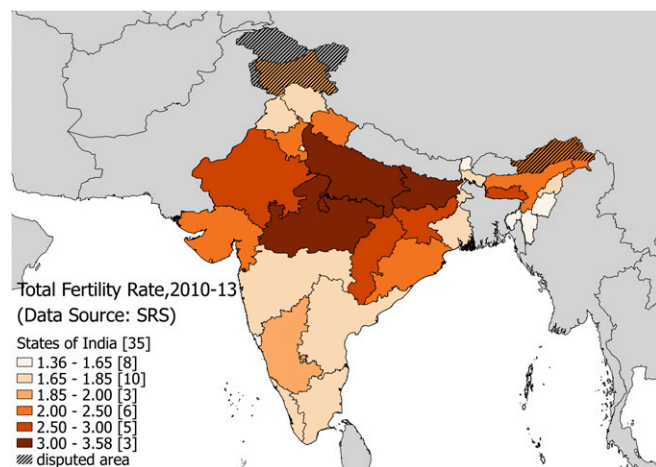 Total Fertility Rate,2010-13
(Data Source: SRS)
States of India [35]
1.36 - 1.65 [8]
1.65 - 1.85 [10]
1.85 - 2.00 [3]
2.00 - 2.50 [6]
2.50 - 3.00 [5]
3.00 - 3.58 [3]
disputed area